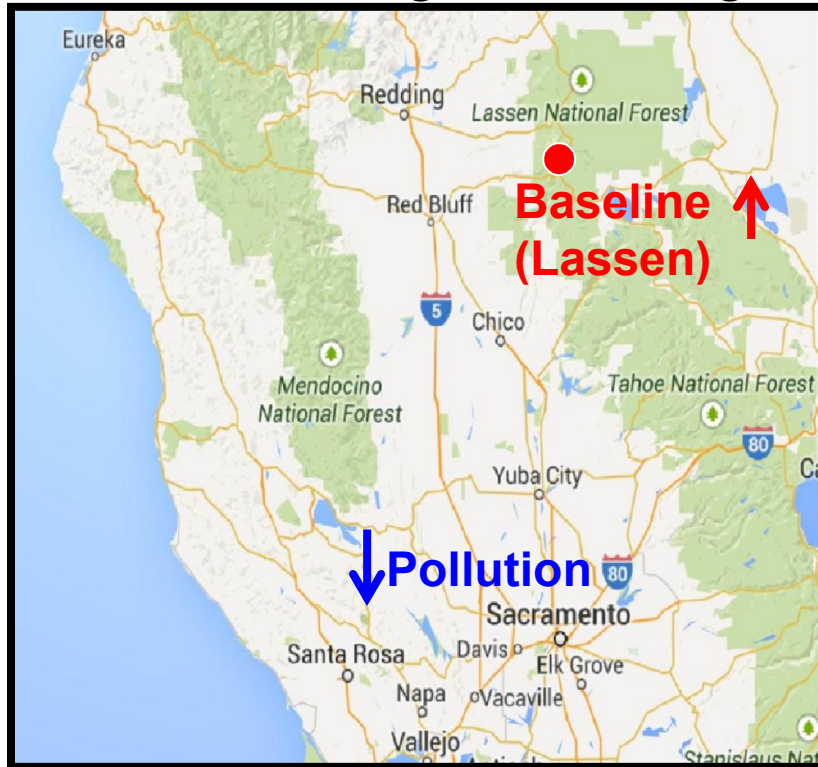 Eureka
Redding
Lassen National Forest
Baseline
(Lassen)
Red Bluff
5
Chico
Mendocino
National Forest
Tahoe National Forest
80
Yuba City
Pollution
80
Sacramento
Santa Rosa
Davis
Elk Grove
Napa
Vacaville
Vallejo